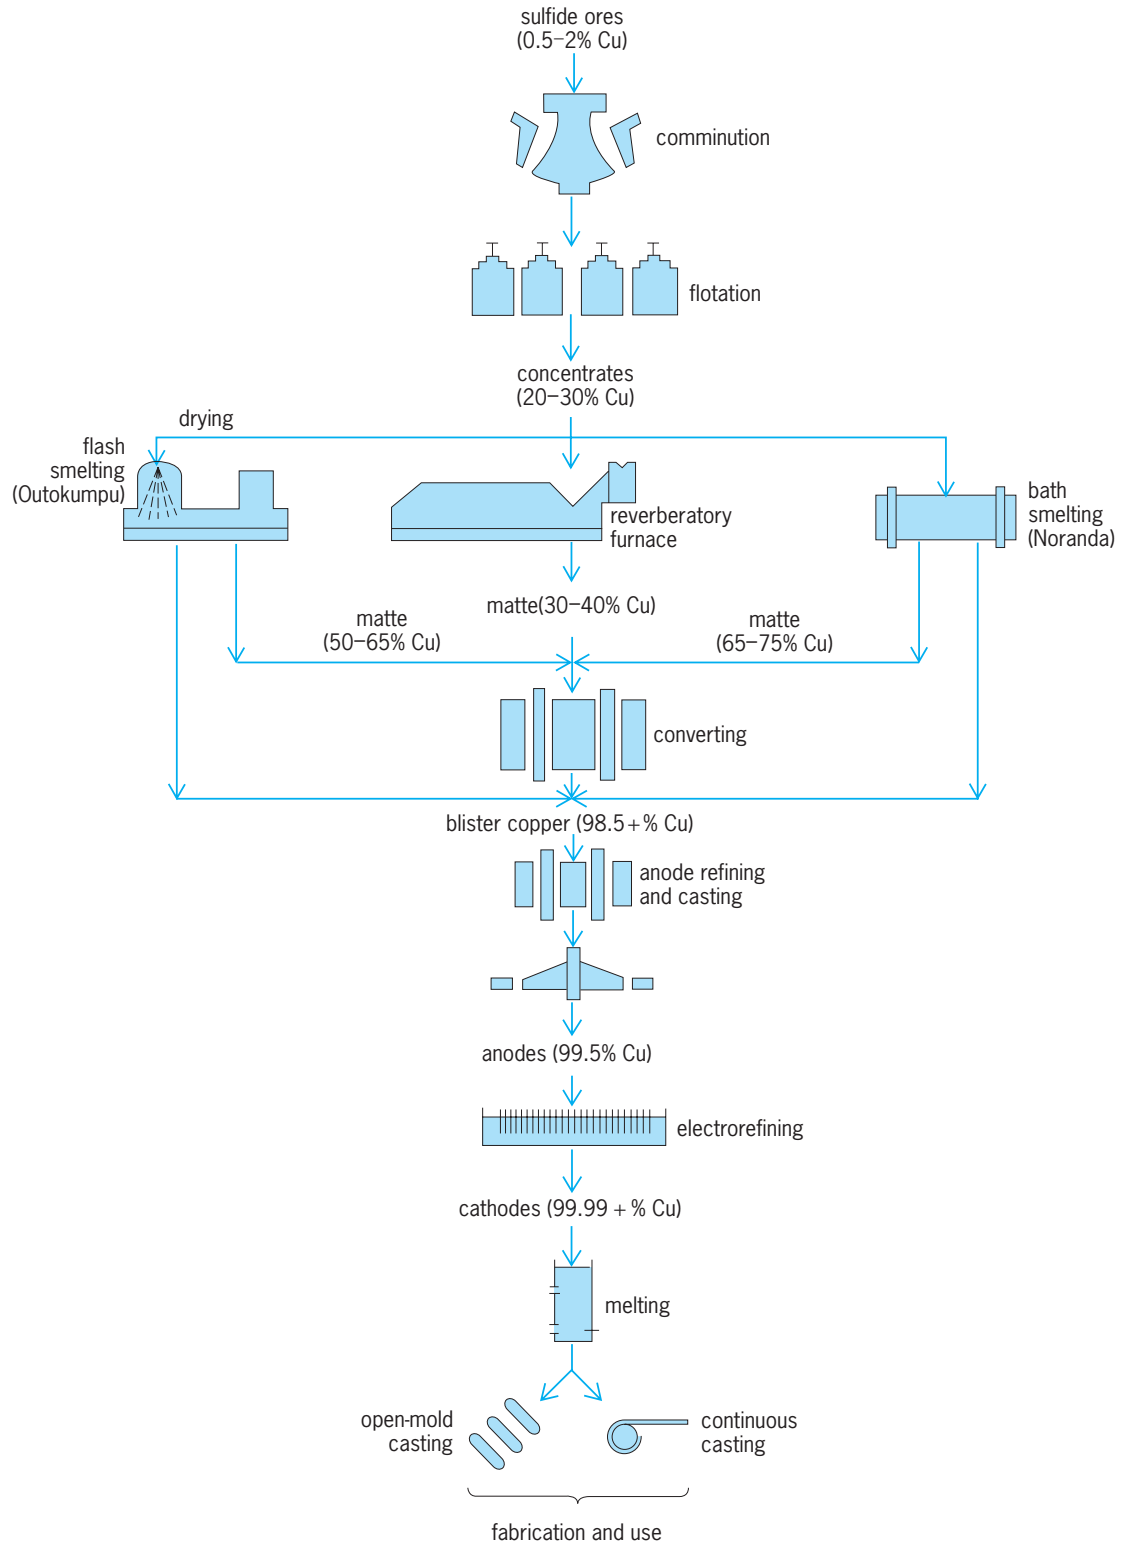 sulfide ores
(0.5–2% Cu)
comminution
flotation
concentrates
(20–30% Cu)
drying
flash
smelting
(Outokumpu)
reverberatory
furnace
bath
smelting
(Noranda)
matte(30–40% Cu)
matte
(50–65% Cu)
matte
(65–75% Cu)
converting
blister copper (98.5+% Cu)
anode refining
and casting
anodes (99.5% Cu)
electrorefining
cathodes (99.99 + % Cu)
melting
open-mold
casting
continuous
casting
fabrication and use